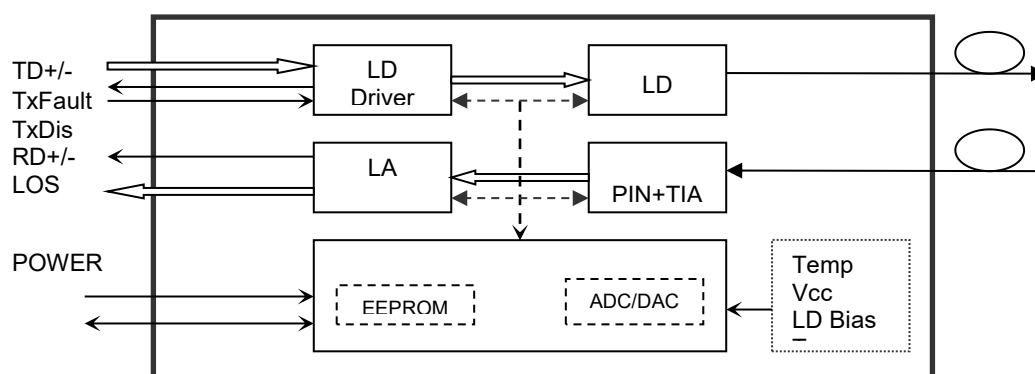 TD+/-
TxFault
TxDis
RD+/-
LOS
POWER
LD
Driver
LD
LA
PIN+TIA
EEPROM
ADC/DAC
Temp
Vcc
LD Bias